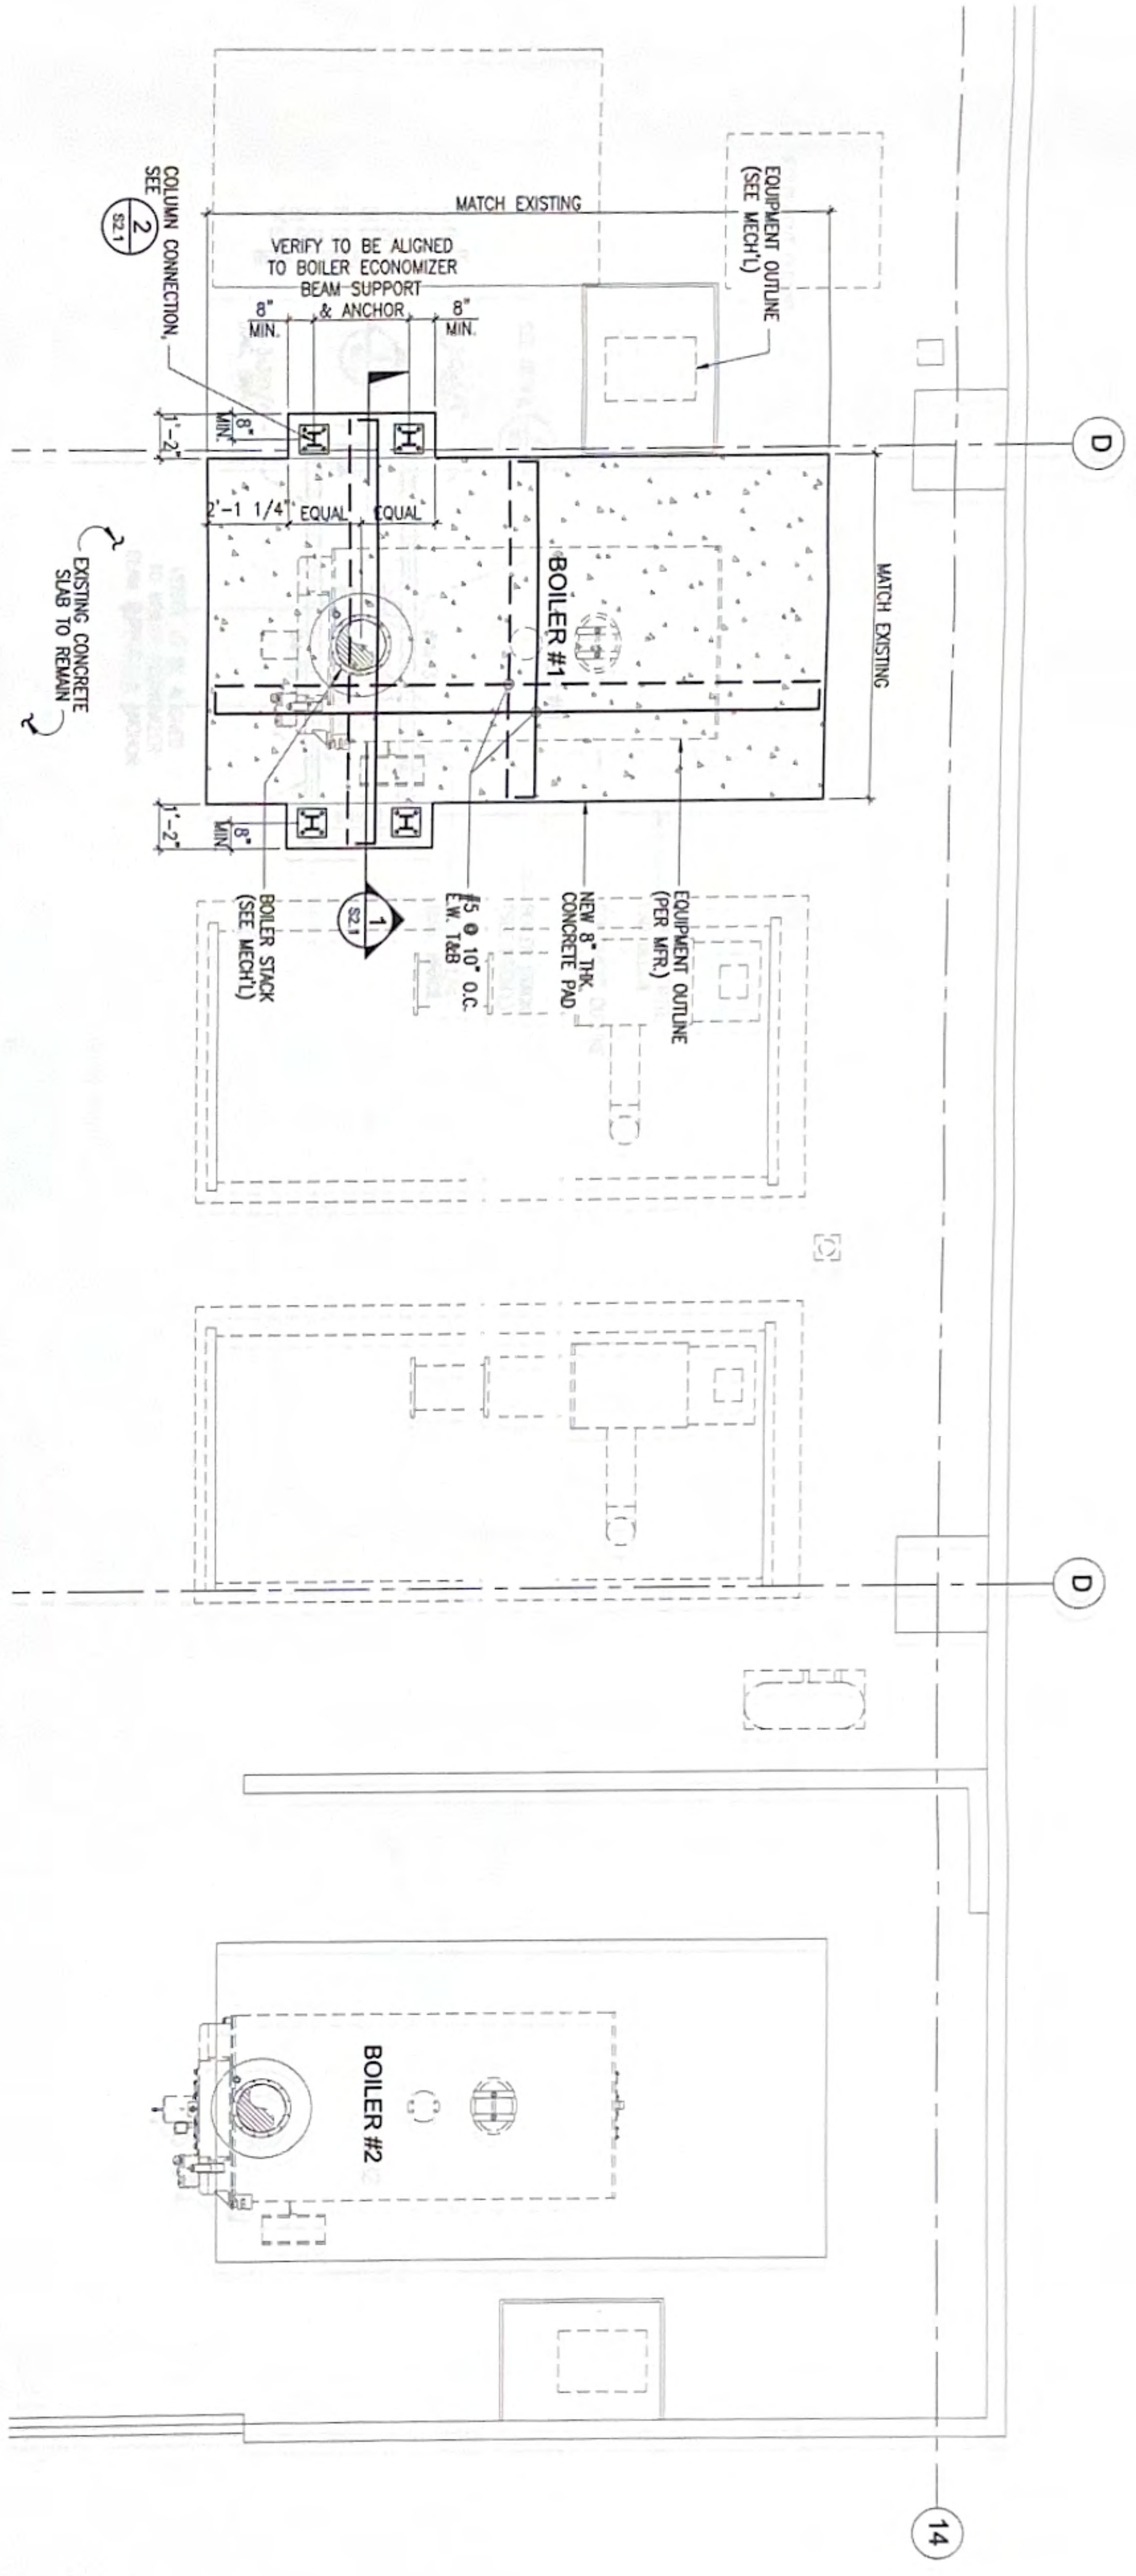 D
EQUIPMENT OUTLINE
(SEE MECH'L)
MATCH EXISTING
VERIFY TO BE ALIGNED
TO BOILER ECONOMIZER
BEAM SUPPORT
& ANCHOR
8"
MIN.
8"
MIN.
COLUMN CONNECTION,
SEE
2
S2.1
1'-2"
8"
MIN.
2'-1 1/4"
EQUAL
EQUAL
MATCH EXISTING
BOILER #1
EXISTING CONCRETE
SLAB TO REMAIN
1'-2"
8"
MIN.
EQUIPMENT OUTLINE
(PER MFR.)
NEW 8" THK.
CONCRETE PAD
#5 @ 10" O.C.
E.W. T&B
1
S2.1
BOILER STACK
(SEE MECH'L)
D
BOILER #2
14